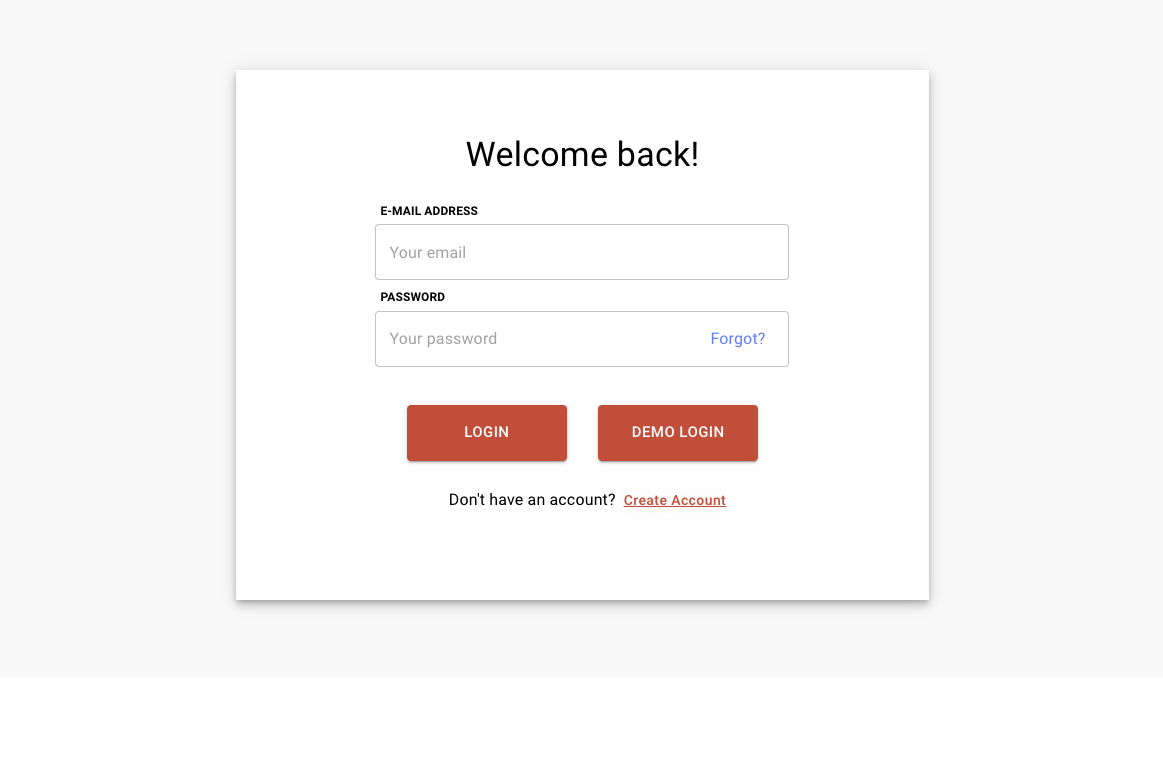 Welcome back!
E-MAIL ADDRESS
Your email
PASSWORD
Your password Forgot?
LOGIN DEMO LOGIN
Don't have an account? Create Account